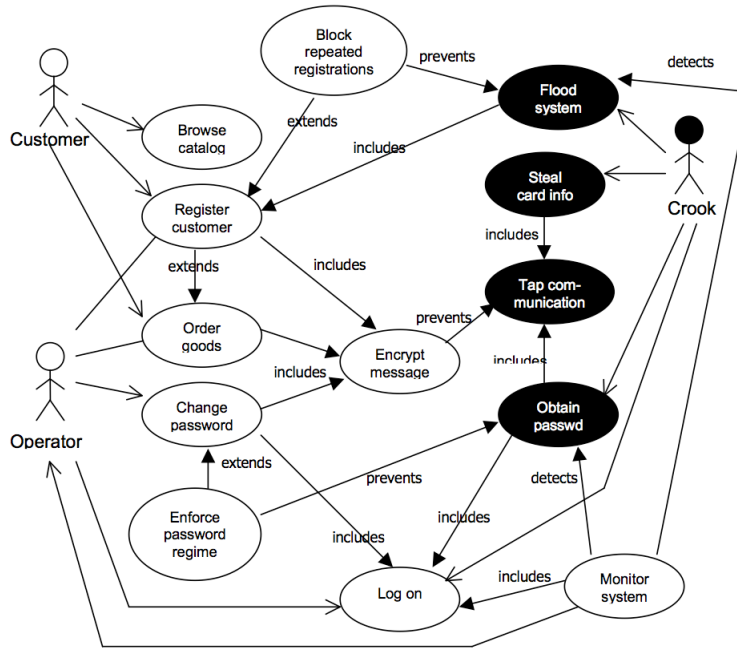 Block
repeated
registrations
prevents
detects
Flood
system
Customer
Browse
catalog
extends
includes
Steal
card info
Crook
Register
customer
includes
extends
includes
Tap com-
munication
prevents
Order
goods
Encrypt
message
includes
includes
Operator
Change
password
Obtain
passwd
extends
prevents
detects
Enforce
password
regime
includes
includes
includes
Log on
Monitor
system